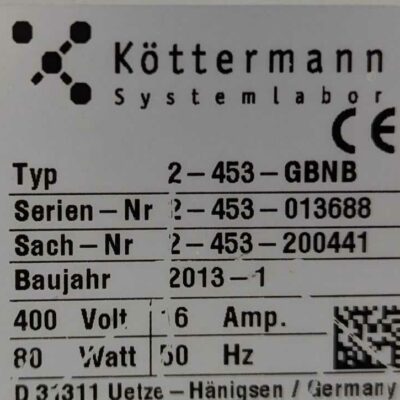 Köttermann
Systemlabor
CE
Typ 2-453-GBNB
Serien-Nr 2-453-013688
Sach-Nr 2-453-200441
Baujahr 2013-1
400 Volt 16 Amp.
80 Watt 50 Hz
D 31311 Uetze-Hänigsen / Germany